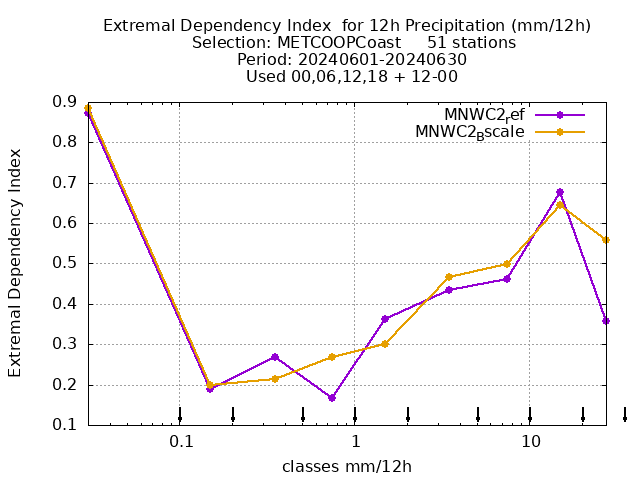 Extremal Dependency Index  for 12h Precipitation (mm/12h)
Selection: METCOOPCoast     51 stations
Period: 20240601-20240630
Used 00,06,12,18 + 12-00
MNWC2ref
MNWC2Bscale
0.9
0.8
0.7
0.6
0.5
0.4
0.3
0.2
0.1
Extremal Dependency Index
0.1 1 10
classes mm/12h